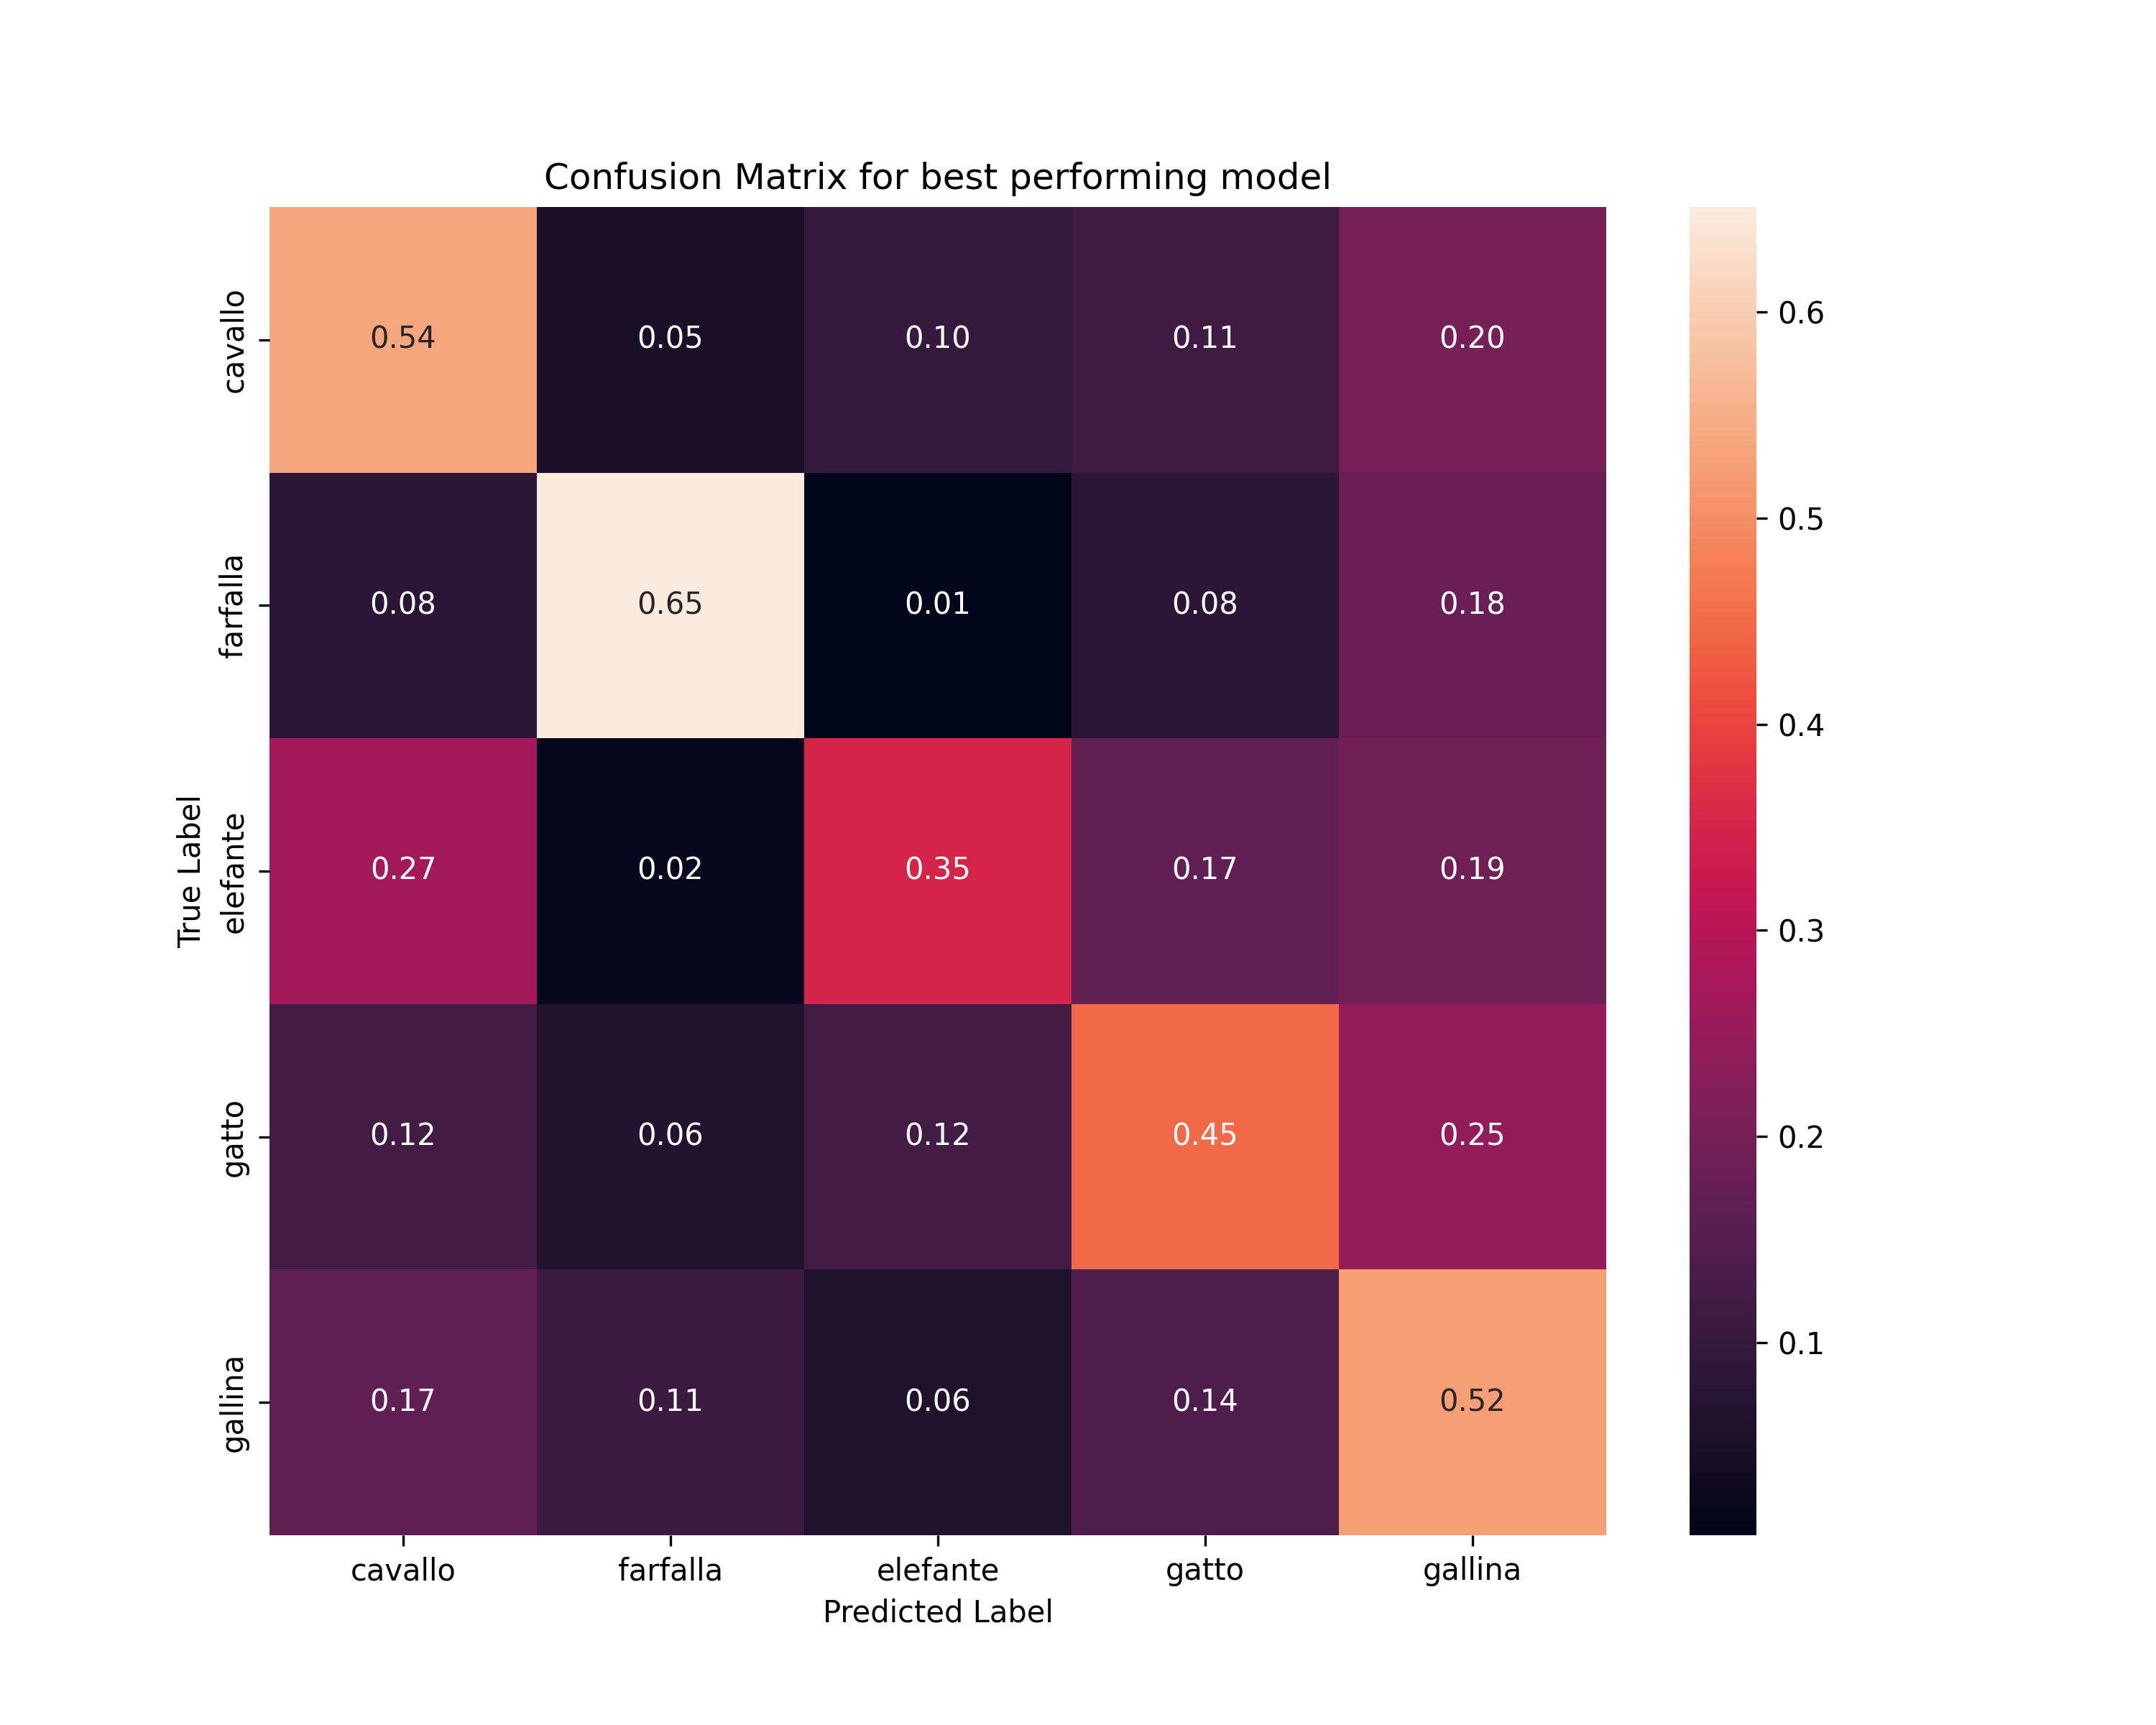 Confusion Matrix for best performing model
True Label
cavallo 0.54 0.05 0.10 0.11 0.20
farfalla 0.08 0.65 0.01 0.08 0.18
elefante 0.27 0.02 0.35 0.17 0.19
gatto 0.12 0.06 0.12 0.45 0.25
gallina 0.17 0.11 0.06 0.14 0.52
cavallo farfalla elefante gatto gallina
Predicted Label
0.6
0.5
0.4
0.3
0.2
0.1